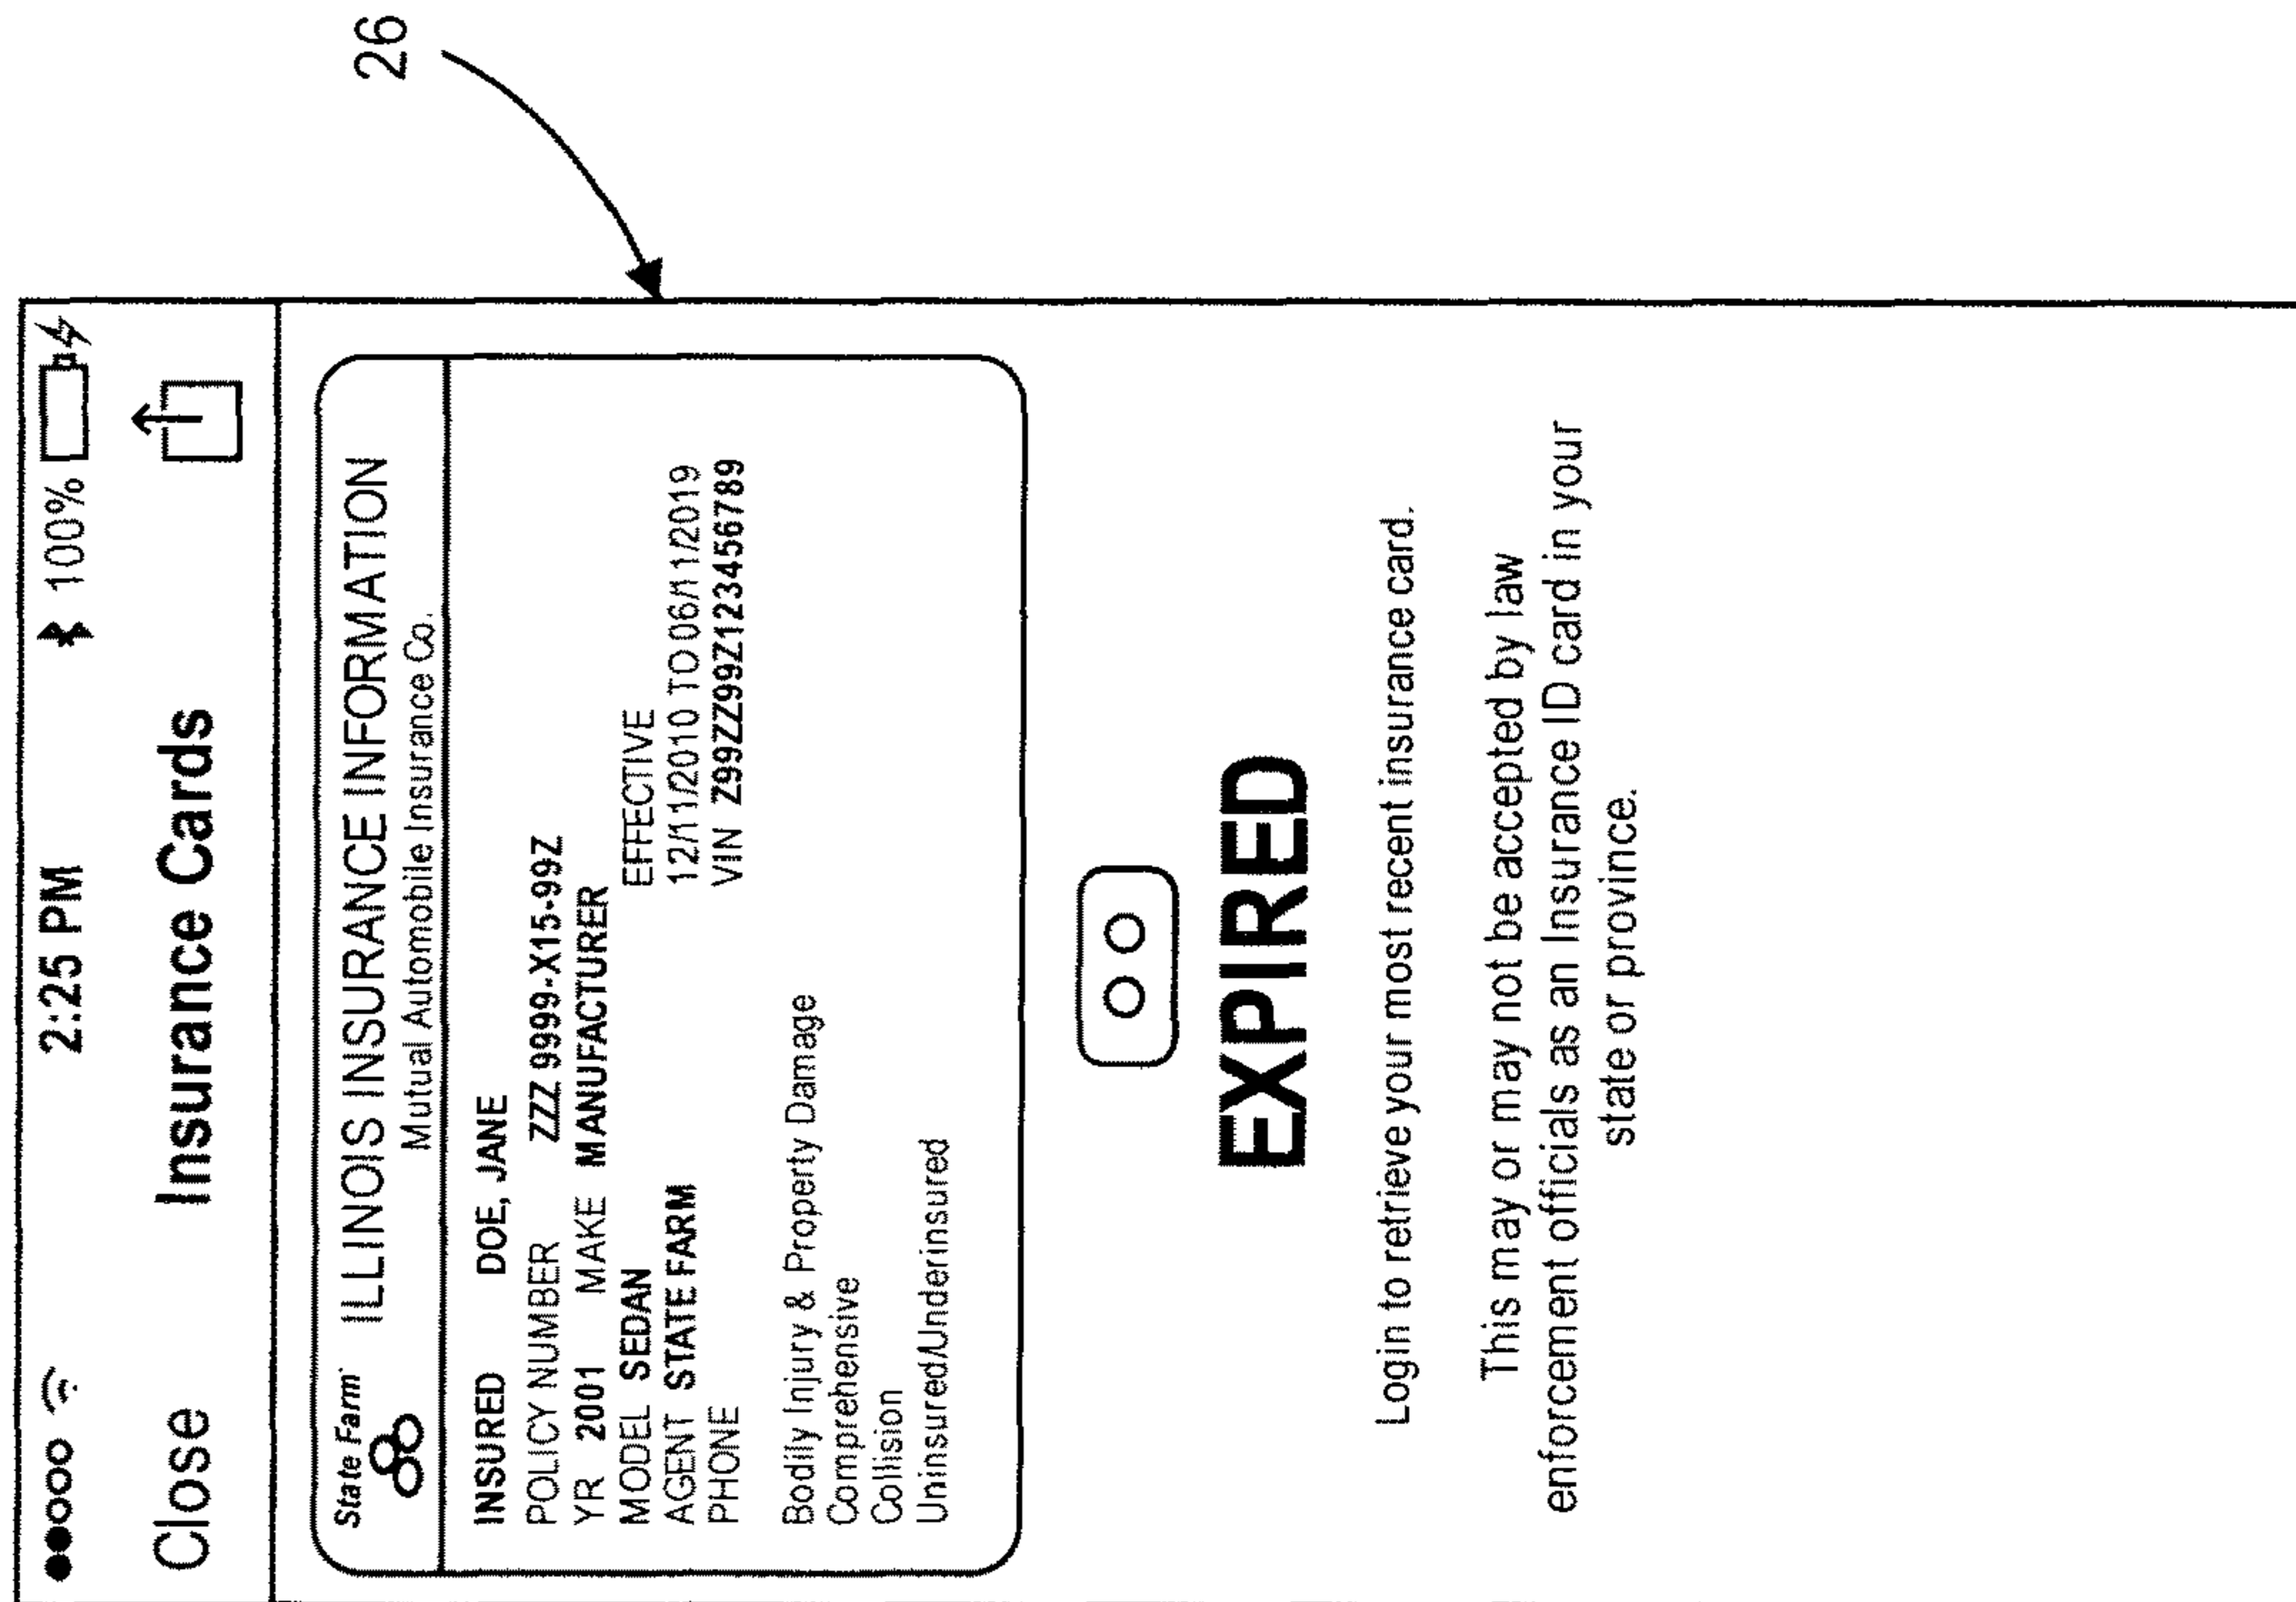 26
2:25 PM 100%
Close Insurance Cards
State Farm ILLINOIS INSURANCE INFORMATION
Mutual Automobile Insurance Co.
INSURED DOE, JANE
POLICY NUMBER ZZZ 9999-X15-99Z
YR 2001 MAKE MANUFACTURER
MODEL SEDAN EFFECTIVE
AGENT STATE FARM 12/11/2010 TO 06/11/2019
PHONE VIN Z99ZZ99Z123456789
Bodily Injury & Property Damage
Comprehensive
Collision
Uninsured/Underinsured
EXPIRED
Login to retrieve your most recent insurance card.
This may or may not be accepted by law
enforcement officials as an Insurance ID card in your
state or province.